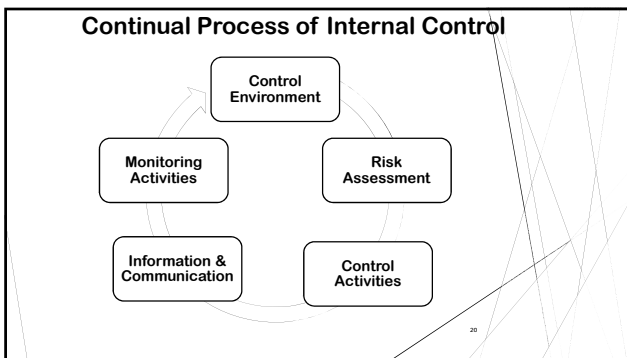 Continual Process of Internal Control
Control
Environment
Risk
Assessment
Control
Activities
Information &
Communication
Monitoring
Activities
20